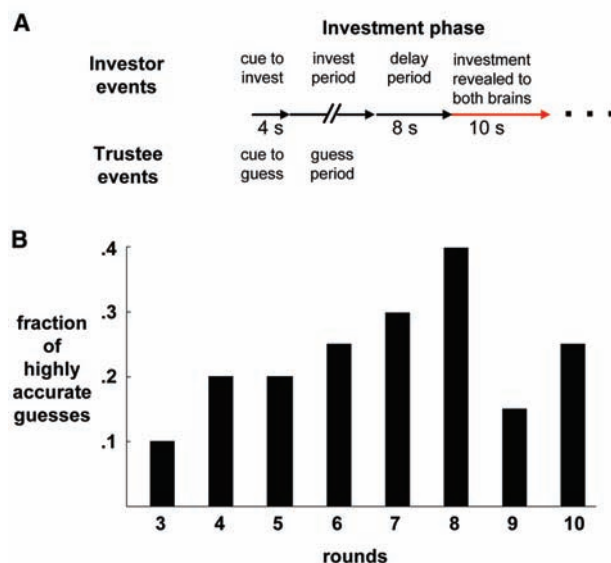 A
Investment phase
Investor
events
cue to
invest
invest
period
delay
period
investment
revealed to
both brains
4 s
8 s
10 s
Trustee
events
cue to
guess
guess
period
B
fraction
of
highly
accurate
guesses
.4
.3
.2
.1
3 4 5 6 7 8 9 10
rounds